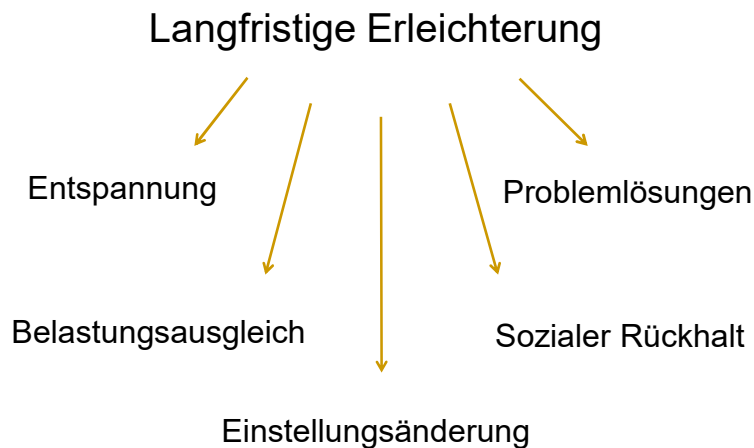 Langfristige Erleichterung
Entspannung
Problemlösungen
Belastungsausgleich
Sozialer Rückhalt
Einstellungsänderung